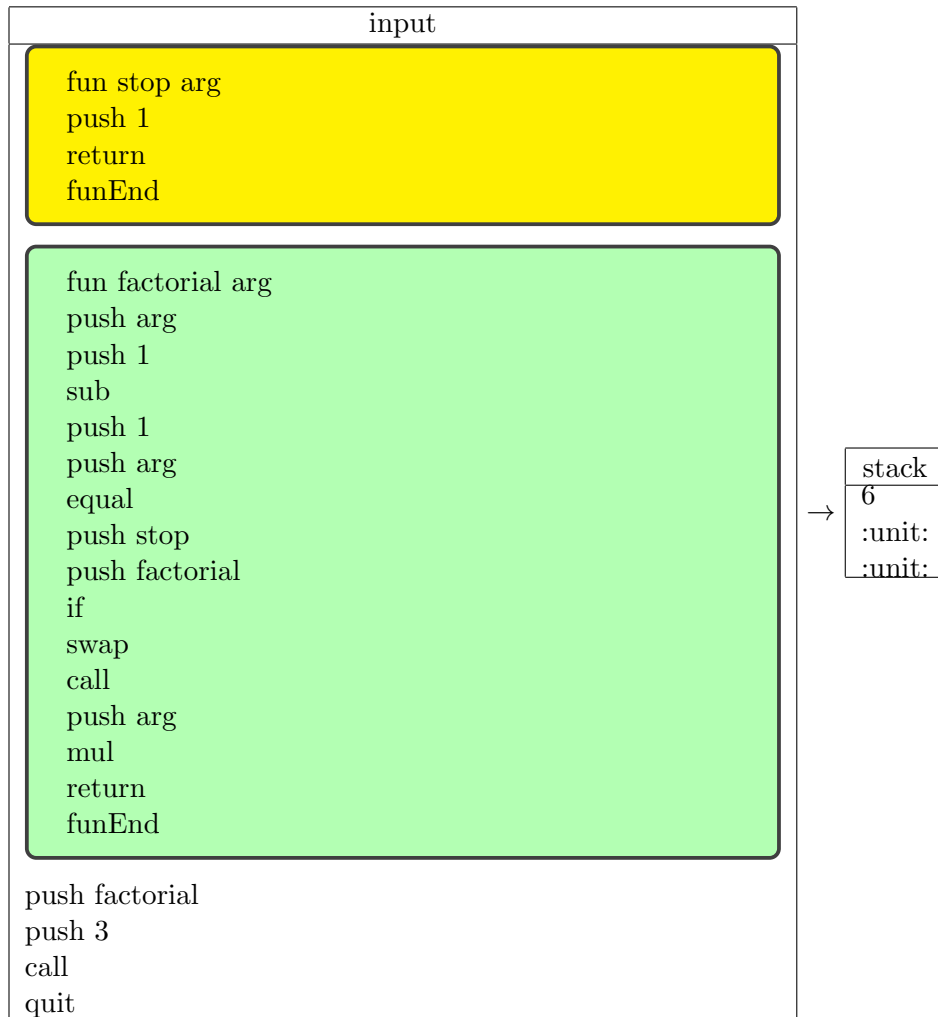 input
fun stop arg
push 1
return
funEnd
fun factorial arg
push arg
push 1
sub
push 1
push arg
equal
push stop
push factorial
if
swap
call
push arg
mul
return
funEnd
push factorial
push 3
call
quit
→
stack
6
:unit:
:unit: